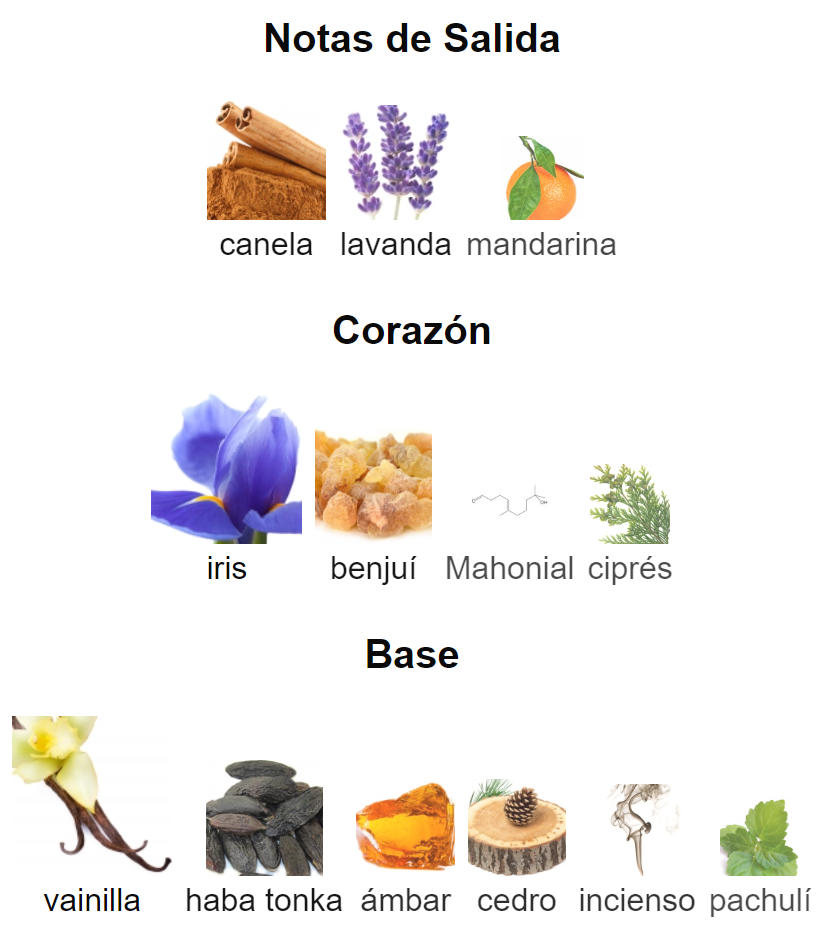 Notas de Salida
canela lavanda mandarina
Corazón
O OH
iris benjuí Mahonial ciprés
Base
vainilla haba tonka ámbar cedro incienso pachulí